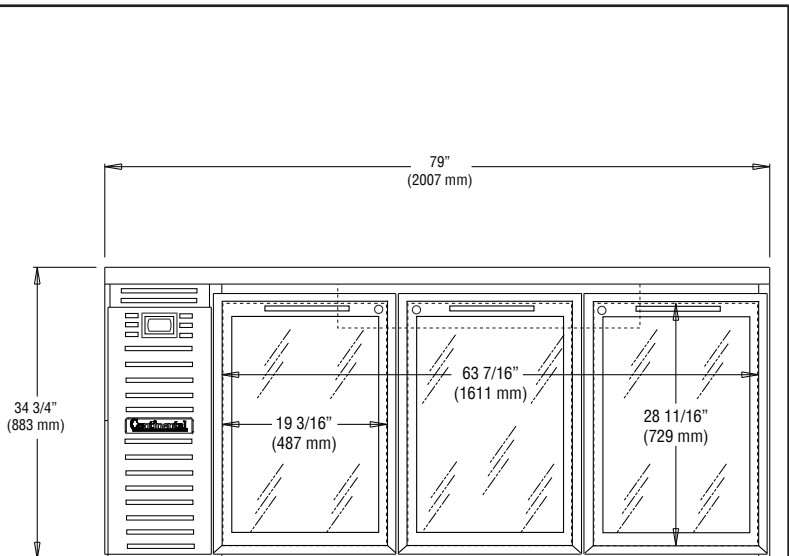 79”
(2007 mm)
34 3/4”
(883 mm)
63 7/16”
(1611 mm)
19 3/16”
(487 mm)
28 11/16”
(729 mm)
Continental